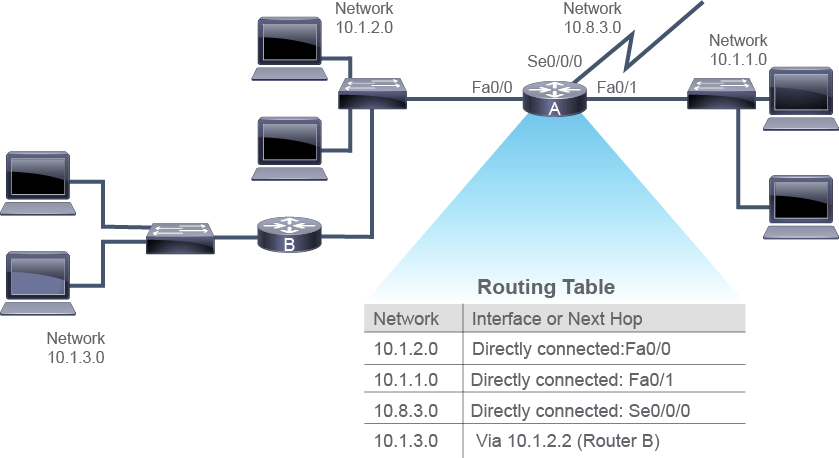 Network
10.1.2.0
Network
10.8.3.0
Network
10.1.1.0
Se0/0/0
Fa0/0
Fa0/1
A
B
Network
10.1.3.0
Routing Table
Network Interface or Next Hop
10.1.2.0 Directly connected:Fa0/0
10.1.1.0 Directly connected: Fa0/1
10.8.3.0 Directly connected: Se0/0/0
10.1.3.0 Via 10.1.2.2 (Router B)